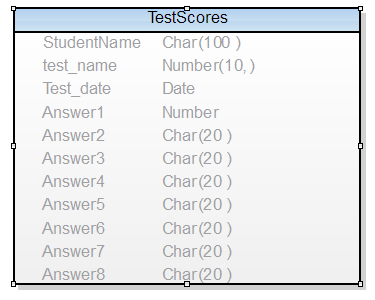 TestScores
StudentName Char(100 )
test_name Number(10, )
Test_date Date
Answer1 Number
Answer2 Char(20 )
Answer3 Char(20 )
Answer4 Char(20 )
Answer5 Char(20 )
Answer6 Char(20 )
Answer7 Char(20 )
Answer8 Char(20 )